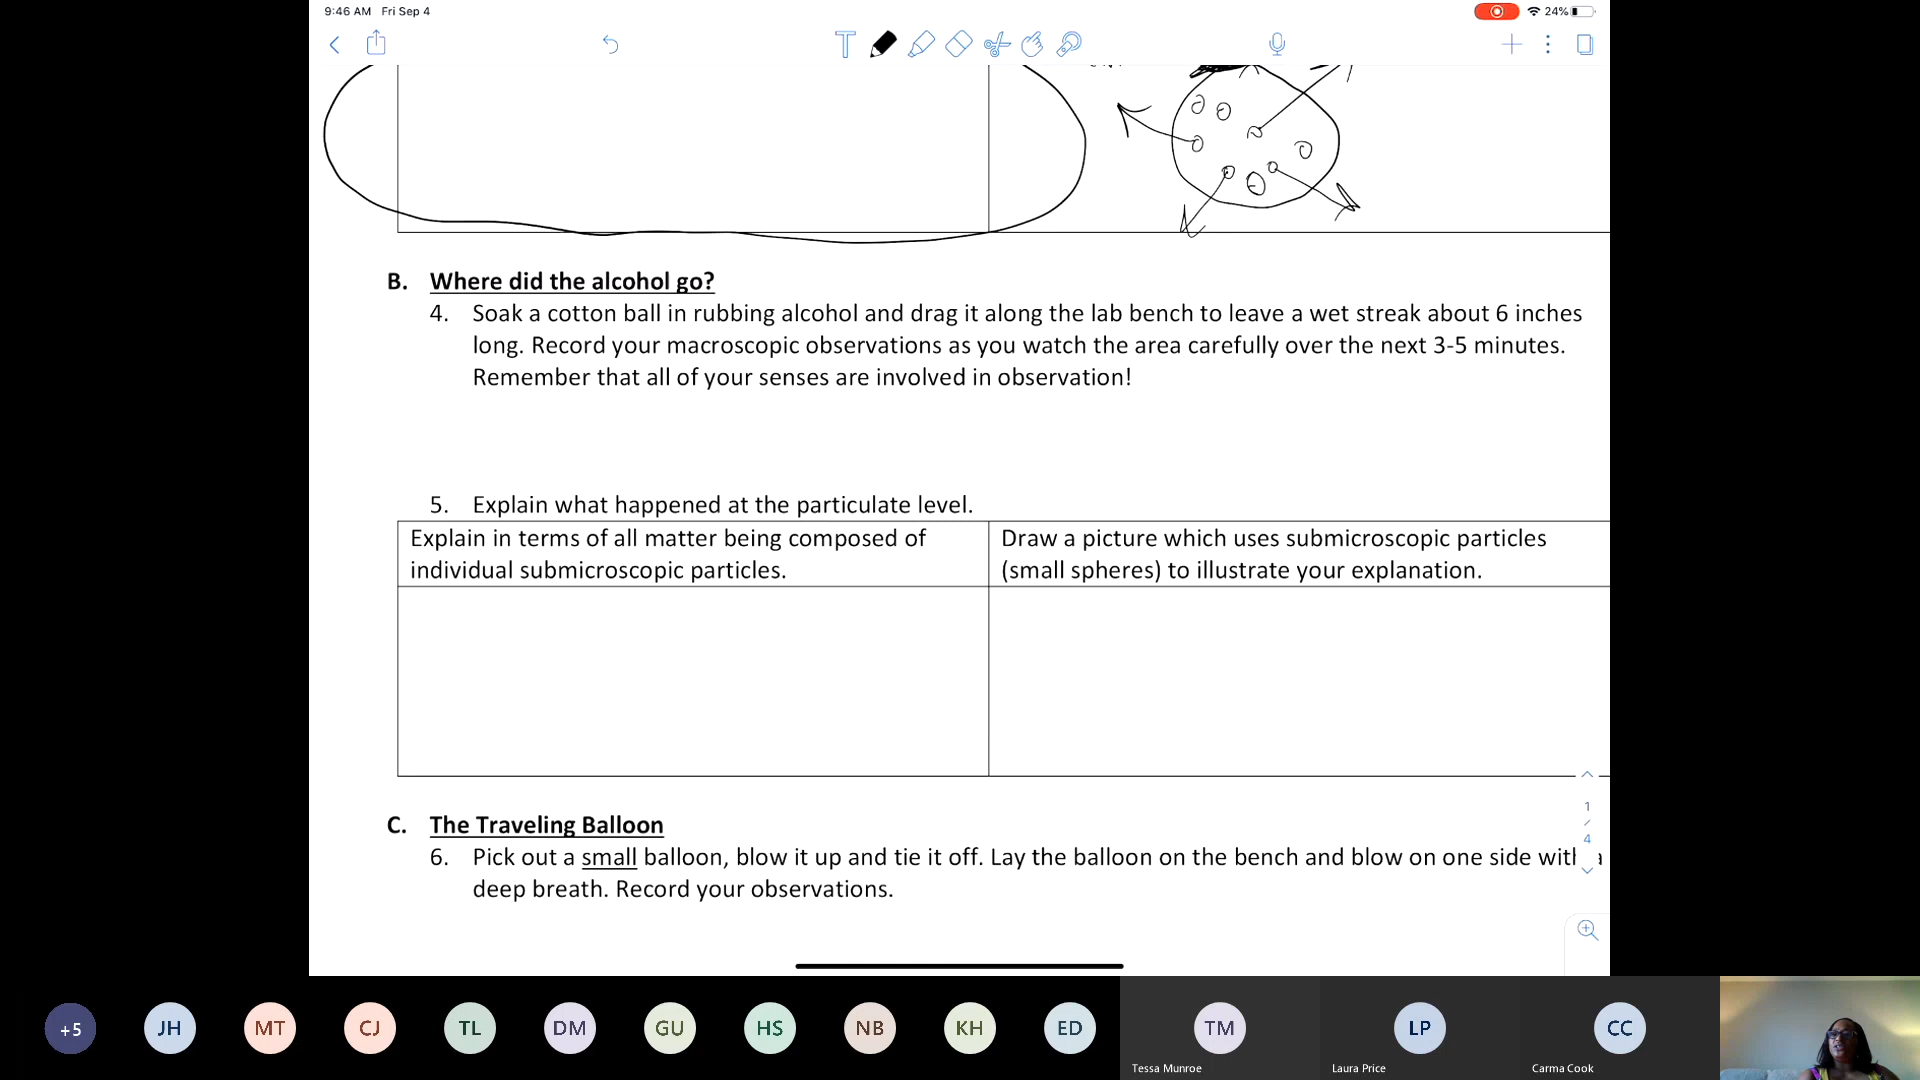 9:46 AM Fri Sep 4
24%
T
B. Where did the alcohol go?
4. Soak a cotton ball in rubbing alcohol and drag it along the lab bench to leave a wet streak about 6 inches
long. Record your macroscopic observations as you watch the area carefully over the next 3-5 minutes.
Remember that all of your senses are involved in observation!
5. Explain what happened at the particulate level.
Explain in terms of all matter being composed of
individual submicroscopic particles.
Draw a picture which uses submicroscopic particles
(small spheres) to illustrate your explanation.
C. The Traveling Balloon
6. Pick out a small balloon, blow it up and tie it off. Lay the balloon on the bench and blow on one side with a
deep breath. Record your observations.
1
/
4
+5
JH
MT
CJ
TL
DM
GU
HS
NB
KH
ED
TM
LP
CC
Tessa Munroe
Laura Price
Carma Cook